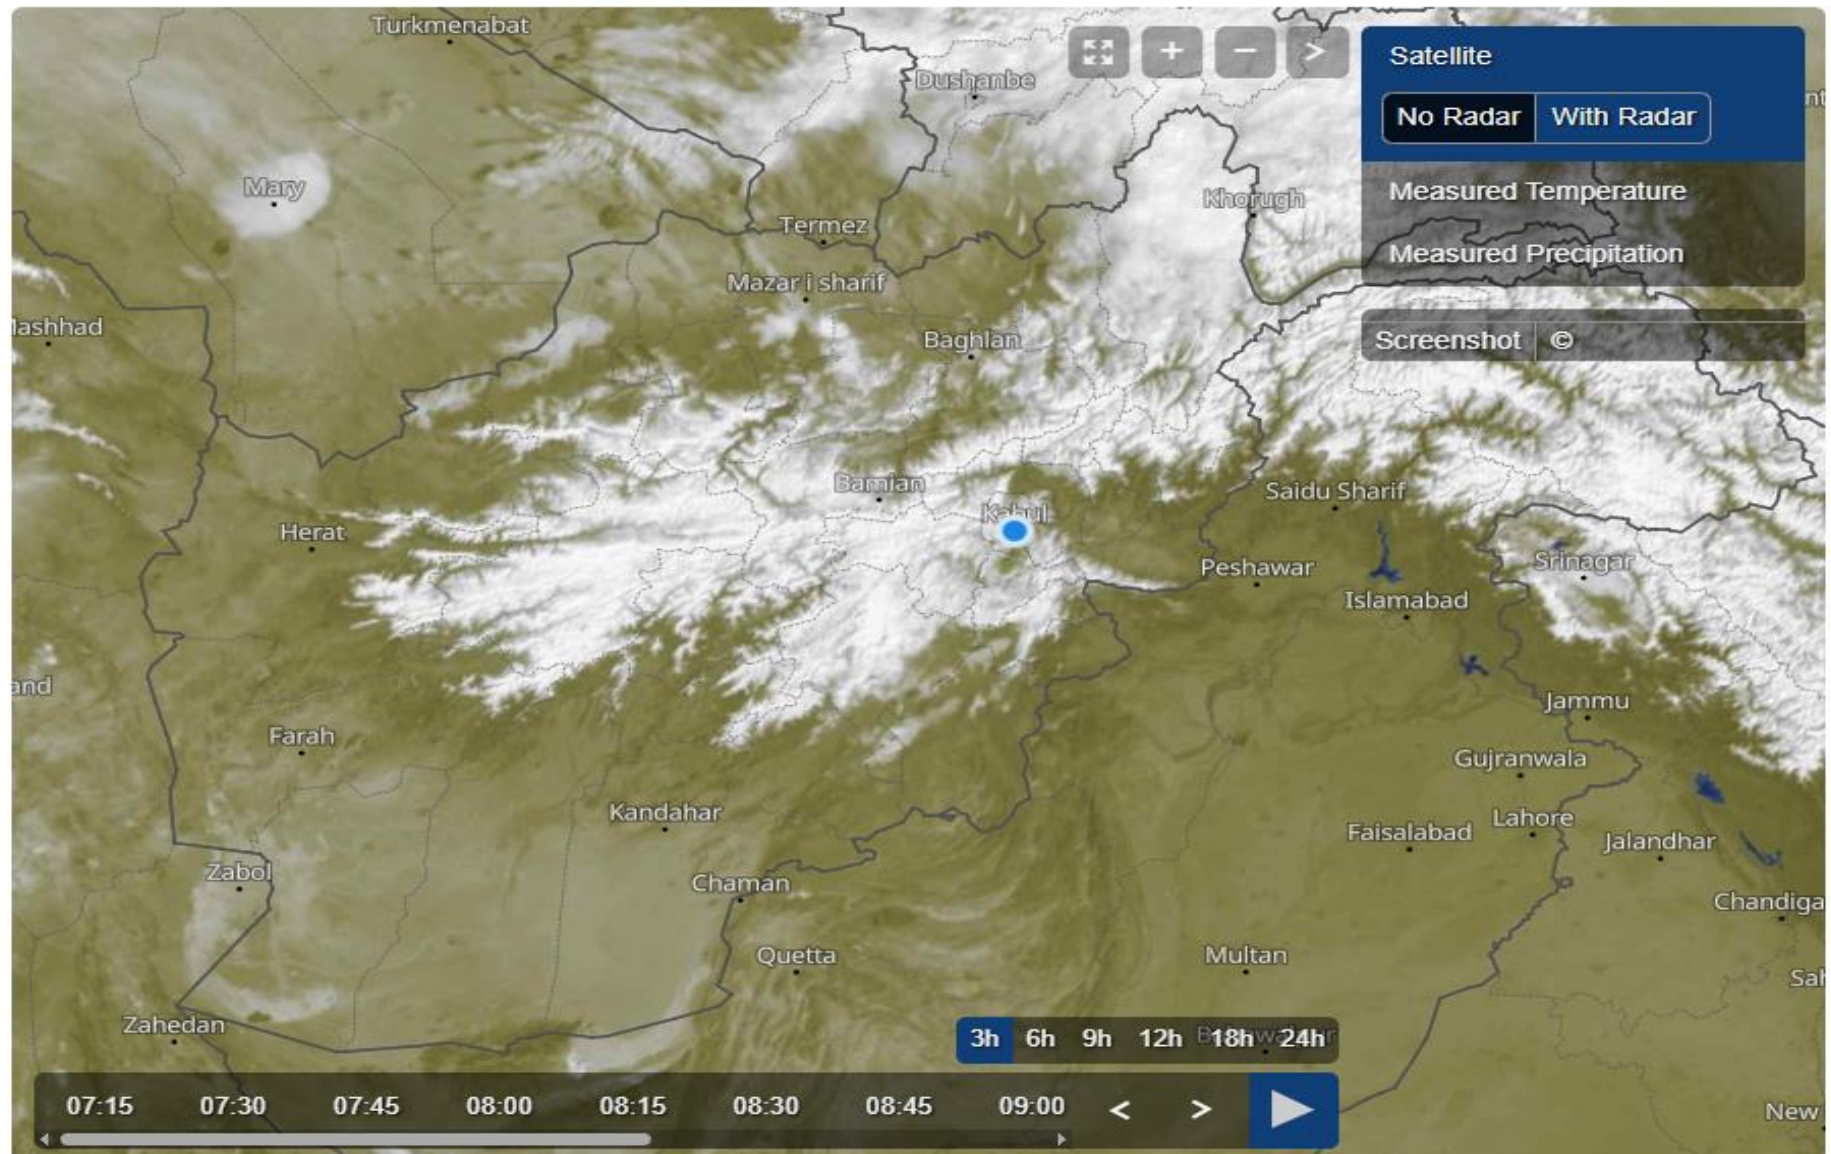 Turkmenabat
Satellite
Dushanbe
No Radar With Radar
Mary
Measured Temperature
Khorugh
Termez
Measured Precipitation
Mazar i sharif
ashhad
Baghlan
Screenshot ©
Bamian
Saidu Sharif
Kabul
Herat
Srinagar
Peshawar
Islamabad
and
Jammu
Farah
Gujranwala
Kandahar
Lahore
Faisalabad
Jalandhar
Zabol
Chaman
Chandiga
Quetta
Multan
Sah
Zahedan
3h 6h 9h 12h 18h 24h
07:15 07:30 07:45 08:00 08:15 08:30 08:45 09:00 < >
New